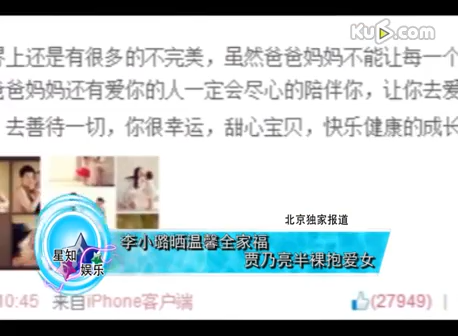 Ku6.com
界上还是有很多的不完美，虽然爸爸妈妈不能让每一个
爸爸妈妈还有爱你的人一定会尽心的陪伴你，让你去爱
去善待一切，你很幸运，甜心宝贝，快乐健康的成长
北京独家报道
星知娱乐
李小璐晒温馨全家福
贾乃亮半裸抱爱女
10:45 来自iPhone客户端
(27949)